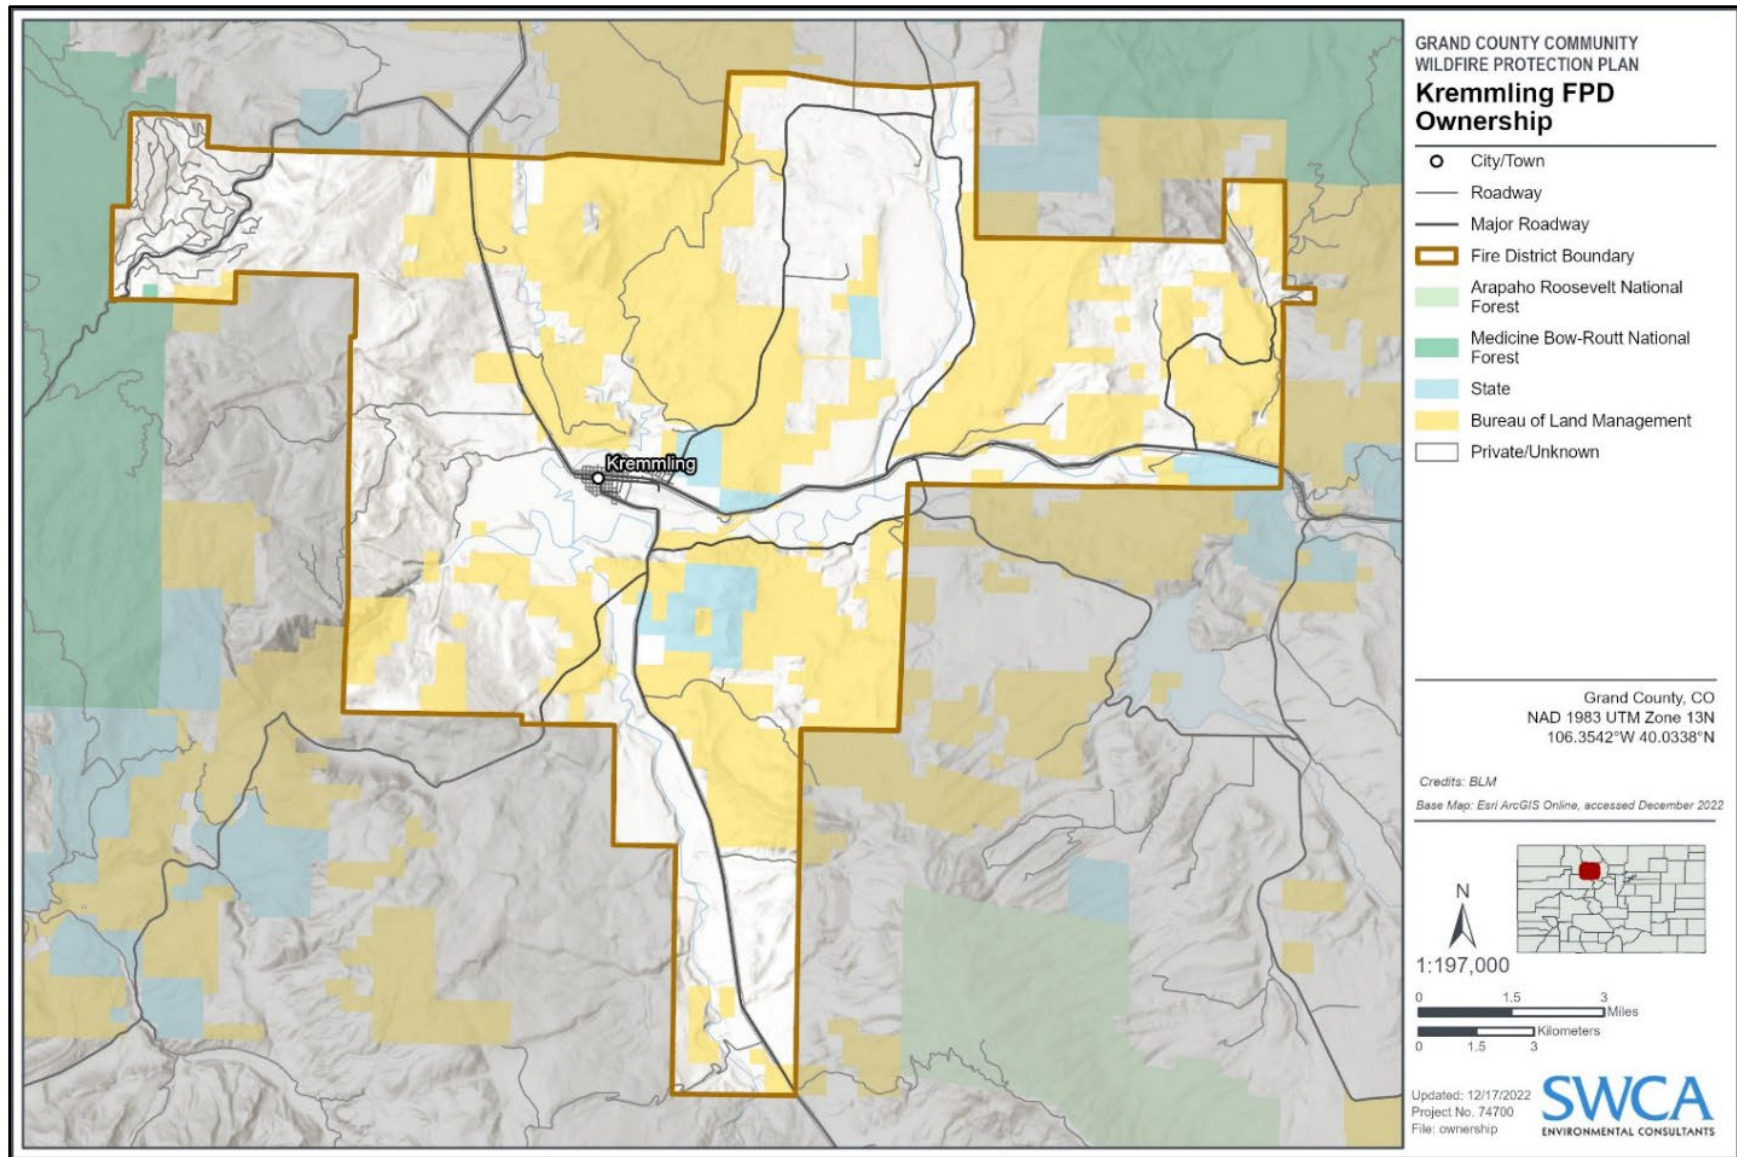 GRAND COUNTY COMMUNITY
WILDFIRE PROTECTION PLAN
Kremmling FPD
Ownership
City/Town
Roadway
Major Roadway
Fire District Boundary
Arapaho Roosevelt National
Forest
Medicine Bow-Routt National
Forest
State
Bureau of Land Management
Private/Unknown
Kremmling
Grand County, CO
NAD 1983 UTM Zone 13N
106.3542°W 40.0338°N
Credits: BLM
Base Map: Esri ArcGIS Online, accessed December 2022
N
1:197,000
0 1.5 3
Miles
Kilometers
0 1.5 3
Updated: 12/17/2022
Project No. 74700
File: ownership
SWCA
ENVIRONMENTAL CONSULTANTS